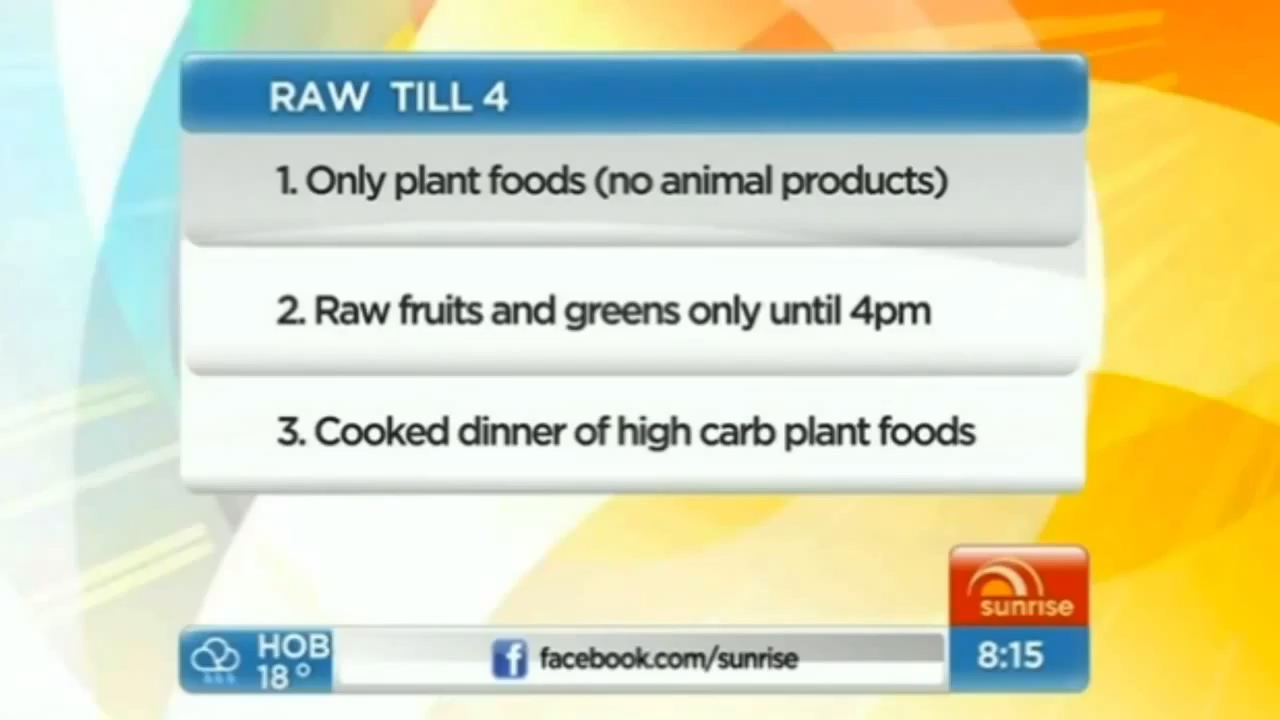 RAW TILL 4
1. Only plant foods (no animal products)
2. Raw fruits and greens only until 4pm
3. Cooked dinner of high carb plant foods
sunrise
HOB
18°
f facebook.com/sunrise
8:15